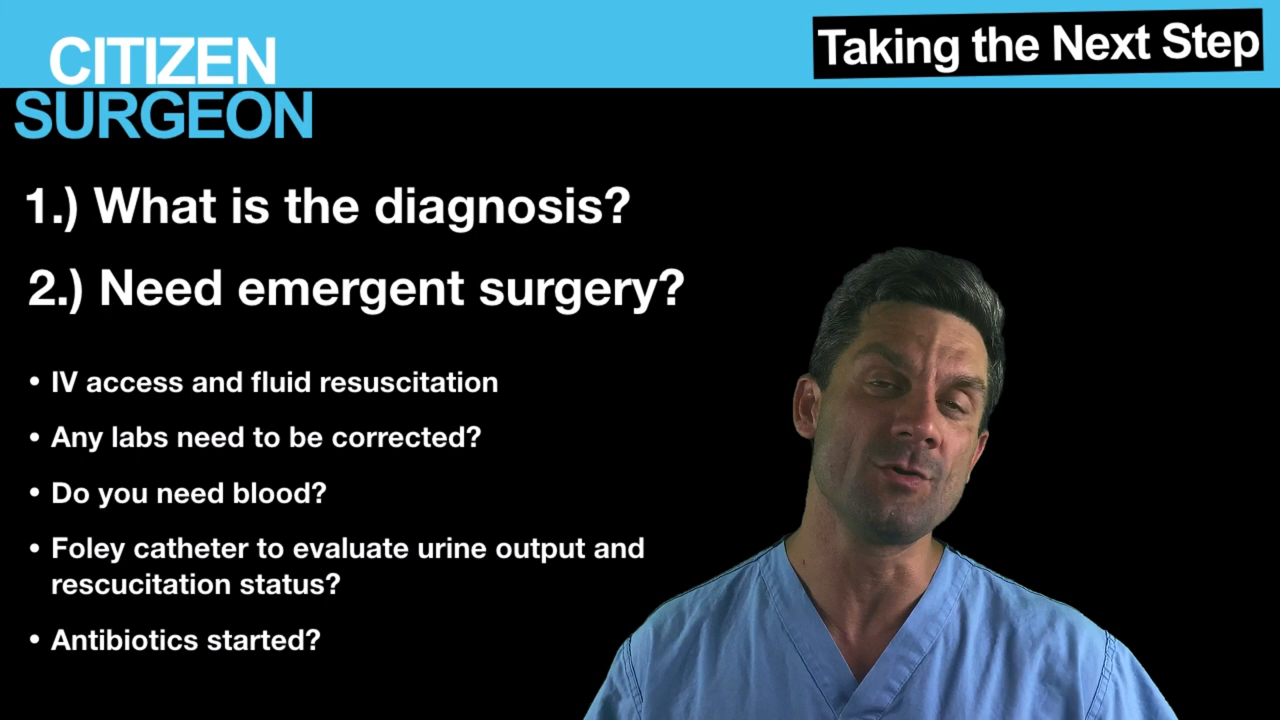 CITIZEN
SURGEON
Taking the Next Step
1.) What is the diagnosis?
2.) Need emergent surgery?
• IV access and fluid resuscitation
• Any labs need to be corrected?
• Do you need blood?
• Foley catheter to evaluate urine output and
rescucitation status?
• Antibiotics started?